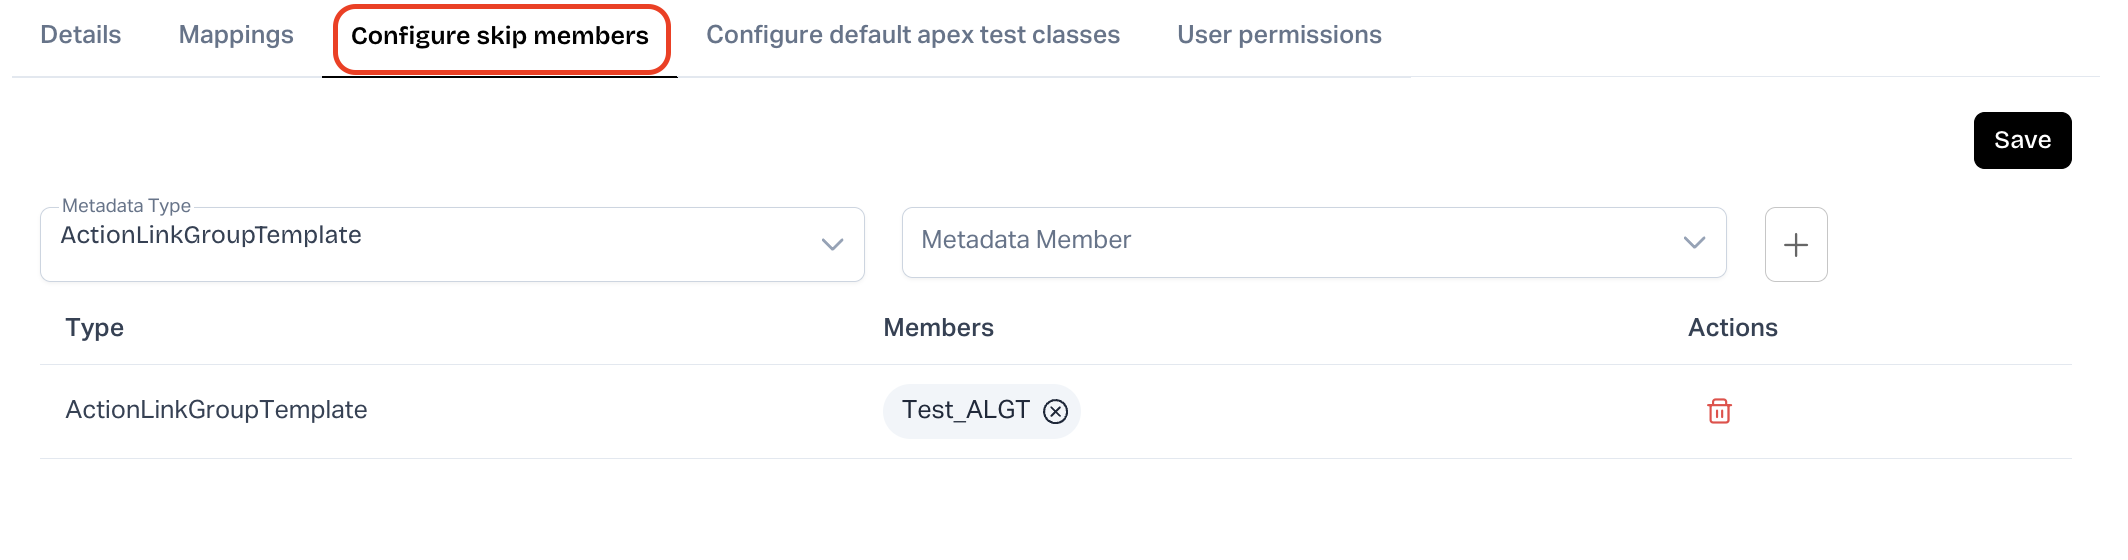 Details Mappings Configure skip members Configure default apex test classes User permissions
Save
Metadata Type
ActionLinkGroupTemplate
Metadata Member
Type Members Actions
ActionLinkGroupTemplate Test_ALGT